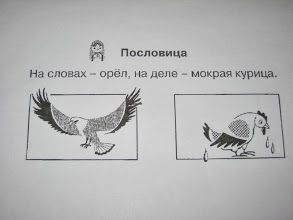 Пословица
На словах – орёл, на деле – мокрая курица.